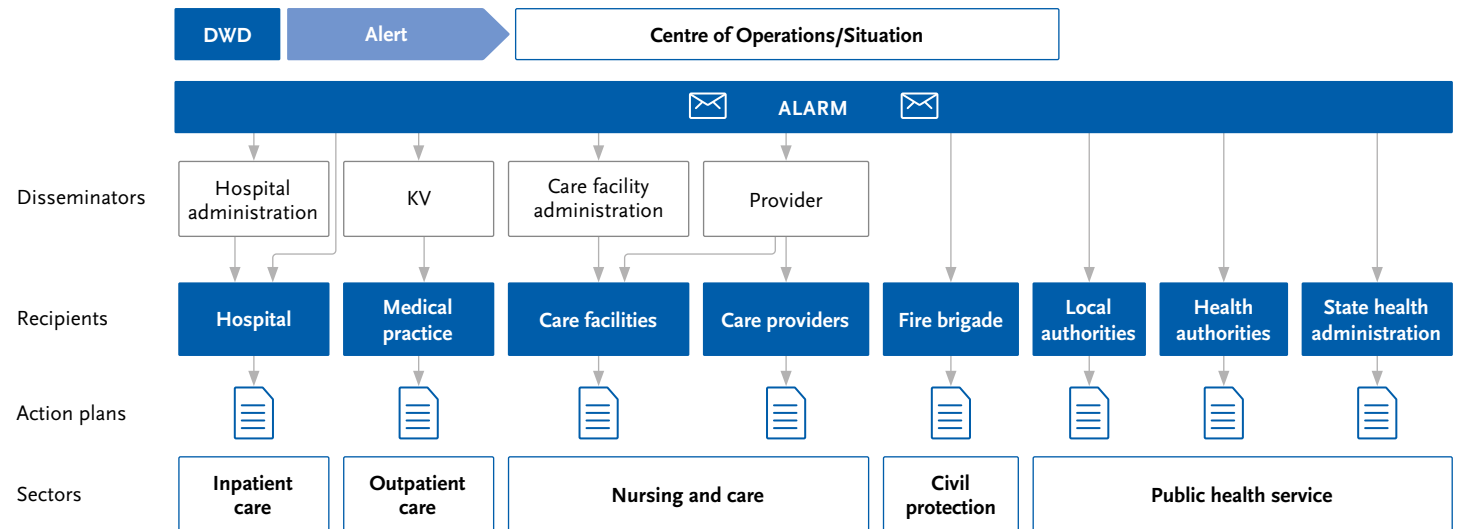 DWD
Alert
Centre of Operations/Situation
ALARM
Disseminators
Hospital
administration
KV
Care facility
administration
Provider
Recipients
Hospital
Medical
practice
Care facilities
Care providers
Fire brigade
Local
authorities
Health
authorities
State health
administration
Action plans
Sectors
Inpatient
care
Outpatient
care
Nursing and care
Civil
protection
Public health service